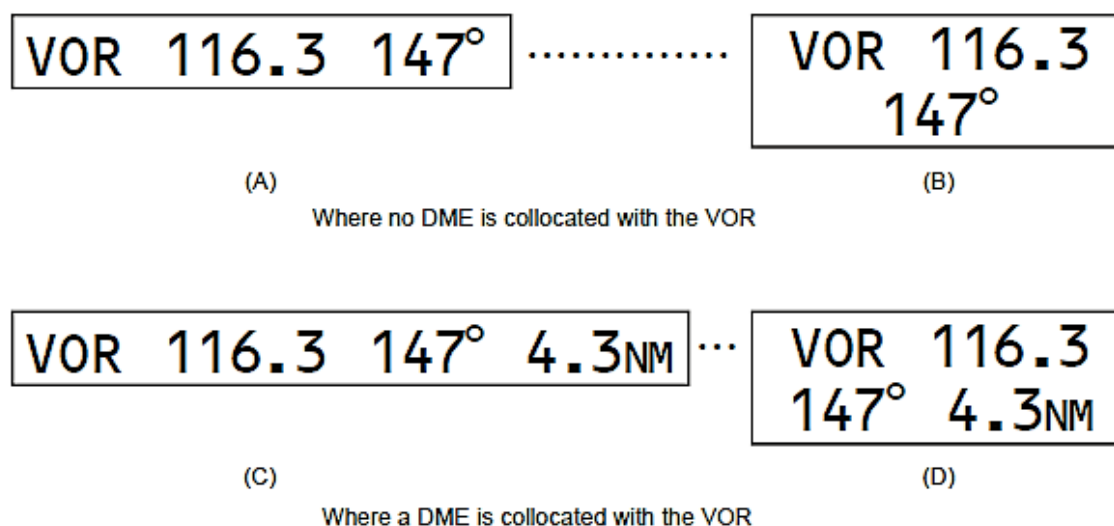 VOR 116.3 147° .............. VOR 116.3
147°
(A) (B)
Where no DME is collocated with the VOR
VOR 116.3 147° 4.3NM ... VOR 116.3
147° 4.3NM
(C) (D)
Where a DME is collocated with the VOR